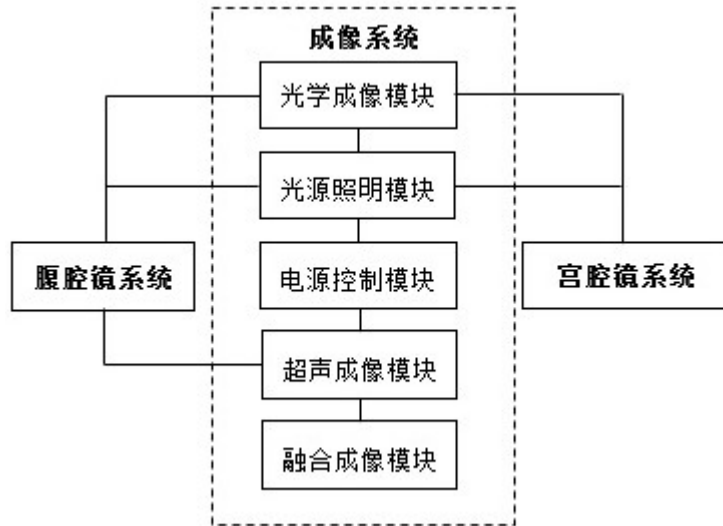 成像系统
光学成像模块
光源照明模块
腹腔镜系统
电源控制模块
宫腔镜系统
超声成像模块
融合成像模块